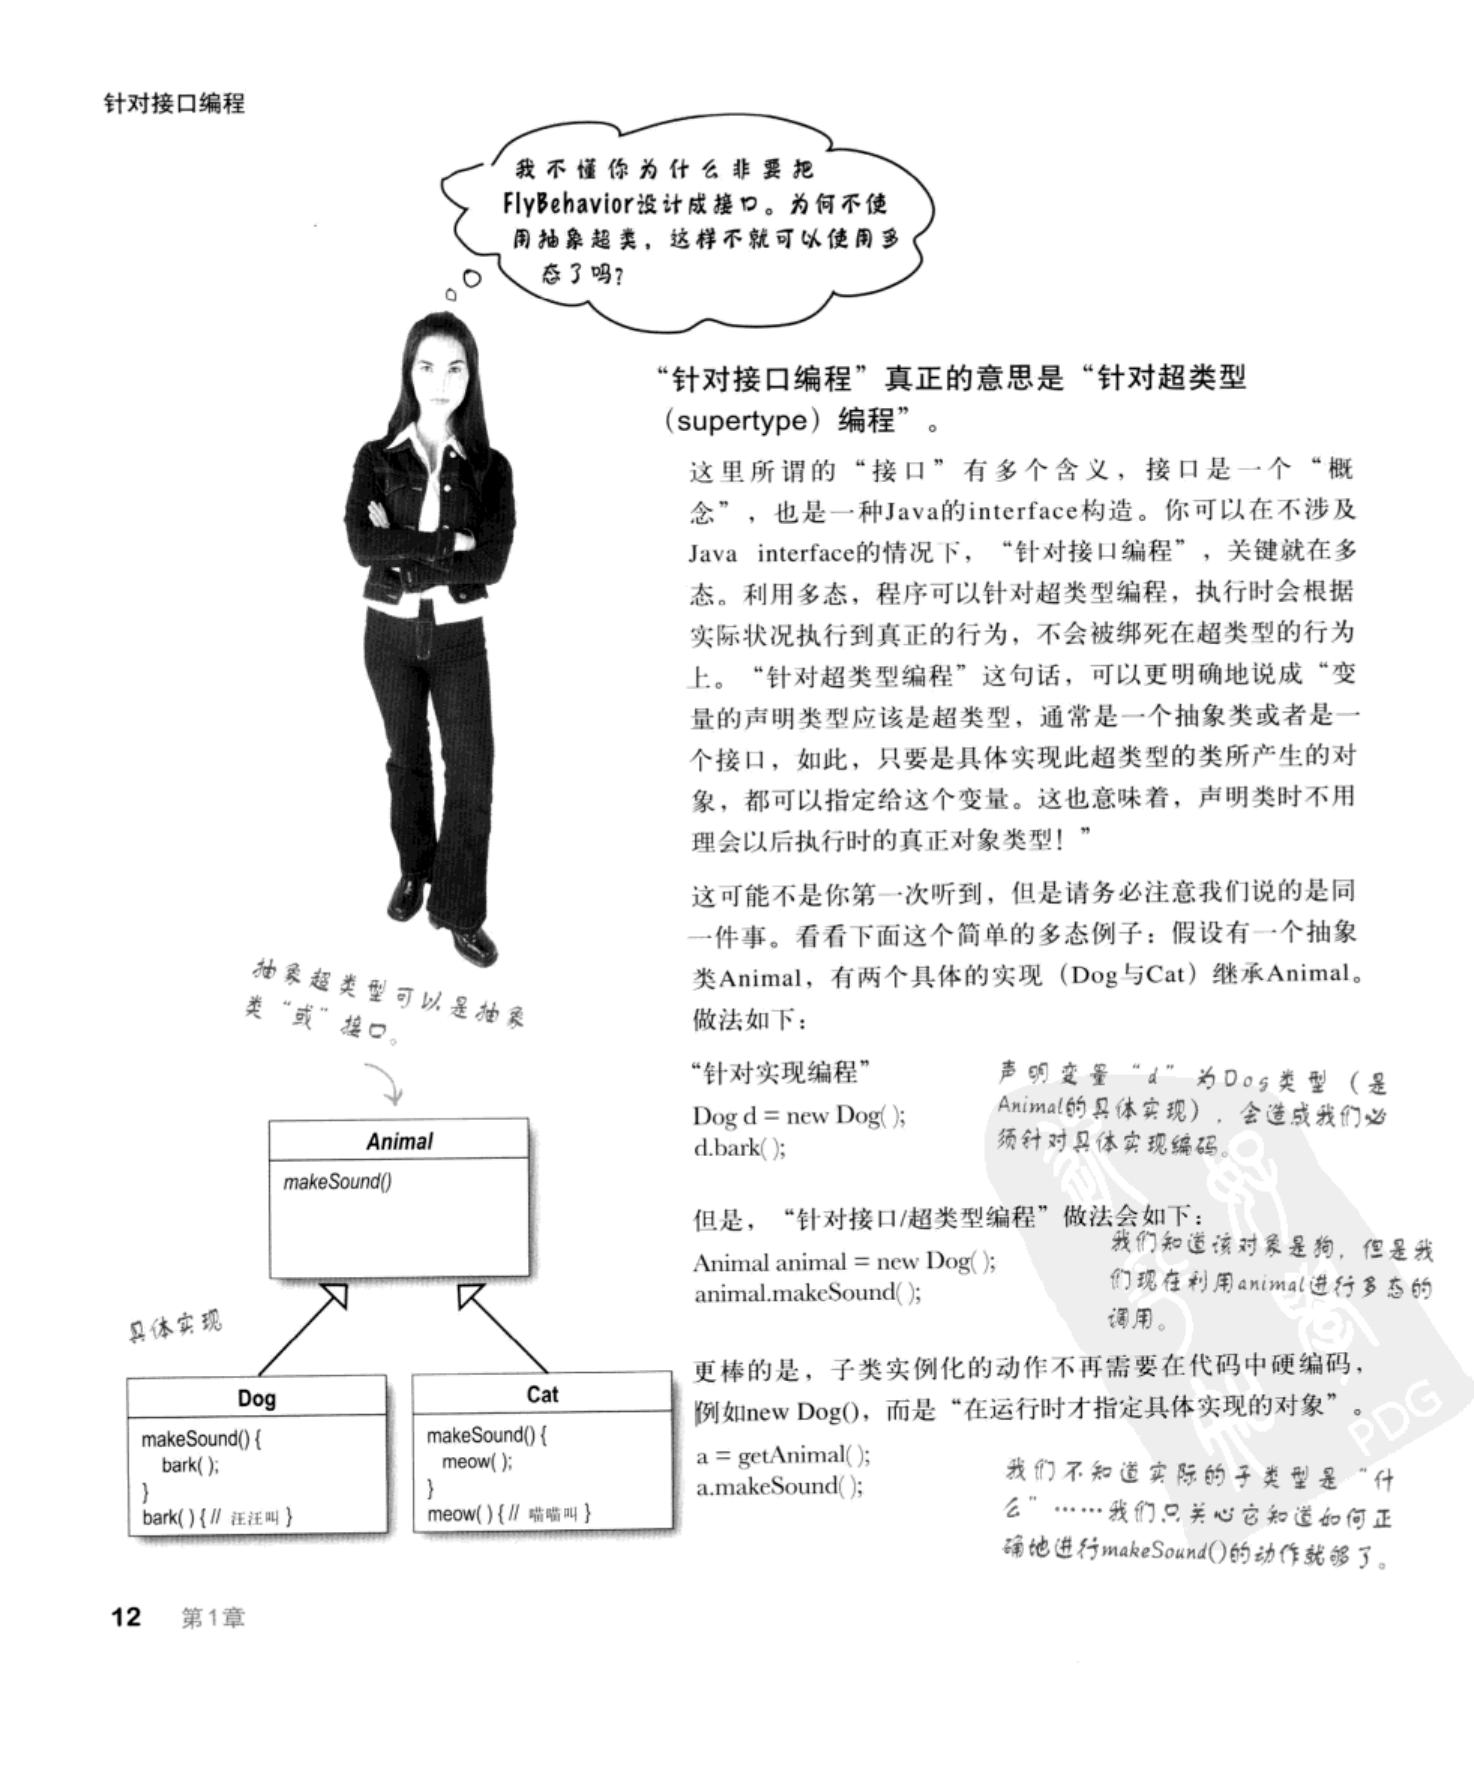 针对接口编程
我不懂你为什么非要把
FlyBehavior设计成接口。为何不使
用抽象超类，这样不就可以使用多
态了吗？
“针对接口编程”真正的意思是“针对超类型
（supertype）编程”。
这里所谓的“接口”有多个含义，接口是一个“概
念”，也是一种Java的interface构造。你可以在不涉及
Java interface的情况下，“针对接口编程”，关键就在多
态。利用多态，程序可以针对超类型编程，执行时会根据
实际状况执行到真正的行为，不会被绑死在超类型的行为
上。“针对超类型编程”这句话，可以更明确地说成“变
量的声明类型应该是超类型，通常是一个抽象类或者是一
个接口，如此，只要是具体实现此超类型的类所产生的对
象，都可以指定给这个变量。这也意味着，声明类时不用
理会以后执行时的真正对象类型！”
这可能不是你第一次听到，但是请务必注意我们说的是同
一件事。看看下面这个简单的多态例子：假设有一个抽象
类Animal，有两个具体的实现（Dog与Cat）继承Animal。
做法如下：
“针对实现编程”
Dog d = new Dog( );
d.bark( );
声明变量“d”为Dog类型（是
Animal的具体实现），会造成我们必
须针对具体实现编码。
但是，“针对接口/超类型编程”做法会如下：
Animal animal = new Dog( );
animal.makeSound( );
我们知道该对象是狗，但是我
们现在利用animal进行多态的
调用。
更棒的是，子类实例化的动作不再需要在代码中硬编码，
例如new Dog()，而是“在运行时才指定具体实现的对象”。
a = getAnimal( );
a.makeSound( );
我们不知道实际的子类型是“什
么”……我们只关心它知道如何正
确地进行makeSound()的动作就够了。
抽象超类型可以是抽象
类“或”接口。
Animal
makeSound()
具体实现
Dog
makeSound() {
bark( );
}
bark( ) { // 汪汪叫 }
Cat
makeSound() {
meow( );
}
meow( ) { // 喵喵叫 }
12 第1章
PDG